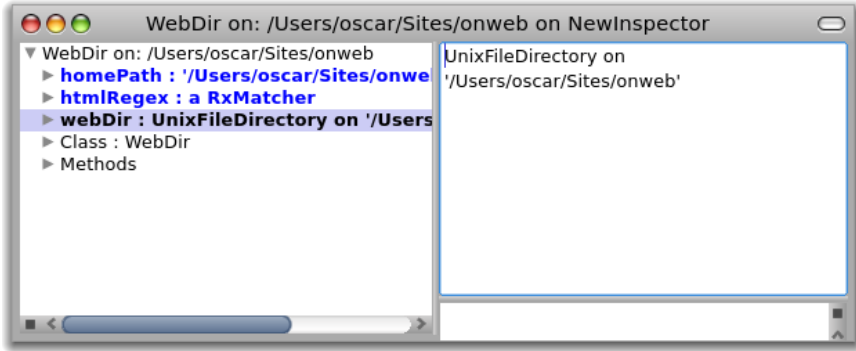 WebDir on: /Users/oscar/Sites/onweb on NewInspector
WebDir on: /Users/oscar/Sites/onweb
homePath : '/Users/oscar/Sites/onwe
htmlRegex : a RxMatcher
webDir : UnixFileDirectory on '/Users
Class : WebDir
Methods
UnixFileDirectory on
'/Users/oscar/Sites/onweb'